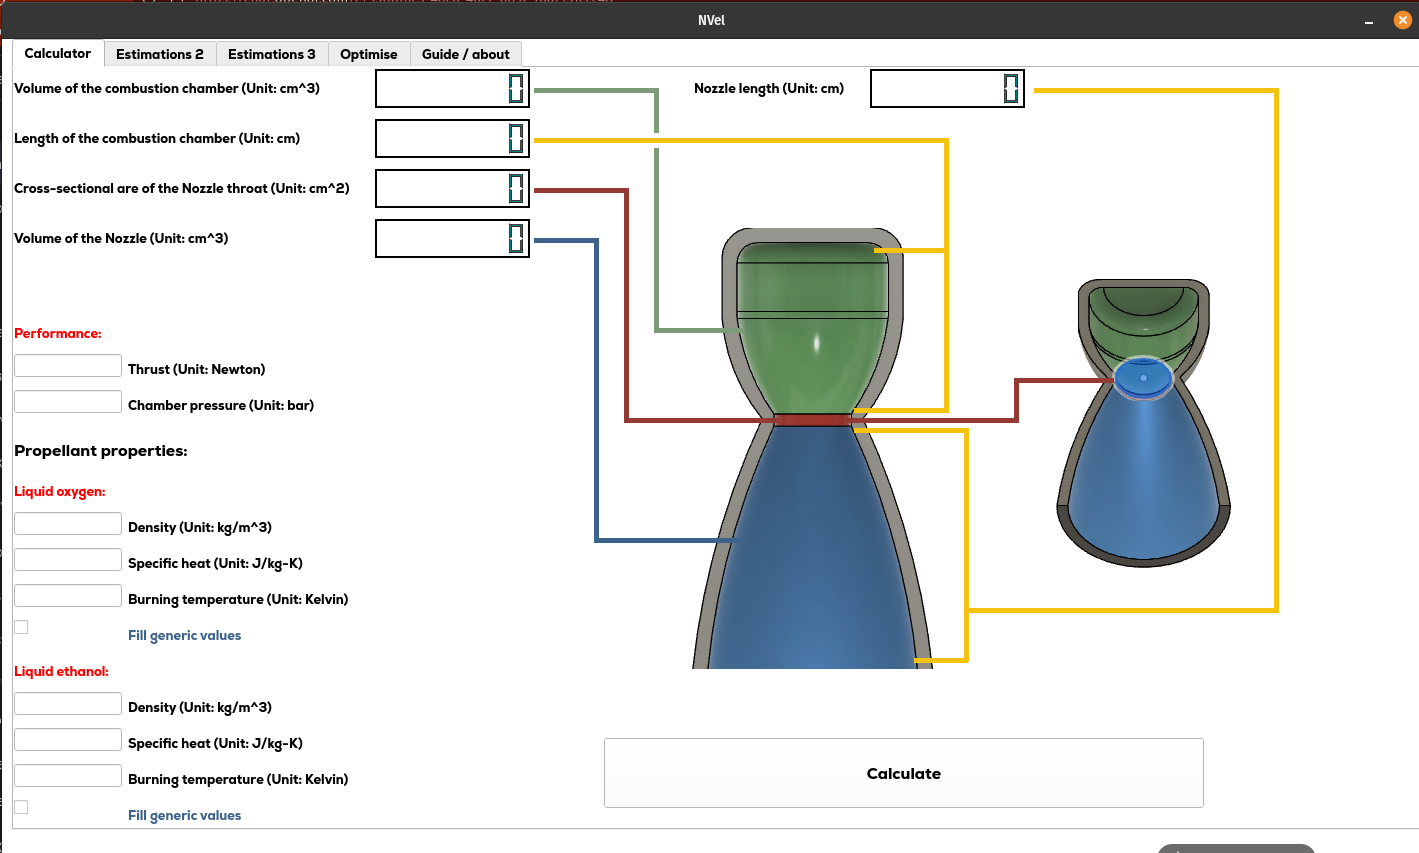 NVel
Calculator Estimations 2 Estimations 3 Optimise Guide / about
Volume of the combustion chamber (Unit: cm^3) 0 Nozzle length (Unit: cm) 0
Length of the combustion chamber (Unit: cm) 0
Cross-sectional are of the Nozzle throat (Unit: cm^2) 0
Volume of the Nozzle (Unit: cm^3) 0
Performance:
Thrust (Unit: Newton)
Chamber pressure (Unit: bar)
Propellant properties:
Liquid oxygen:
Density (Unit: kg/m^3)
Specific heat (Unit: J/kg-K)
Burning temperature (Unit: Kelvin)
Fill generic values
Liquid ethanol:
Density (Unit: kg/m^3)
Specific heat (Unit: J/kg-K)
Burning temperature (Unit: Kelvin)
Fill generic values
Calculate